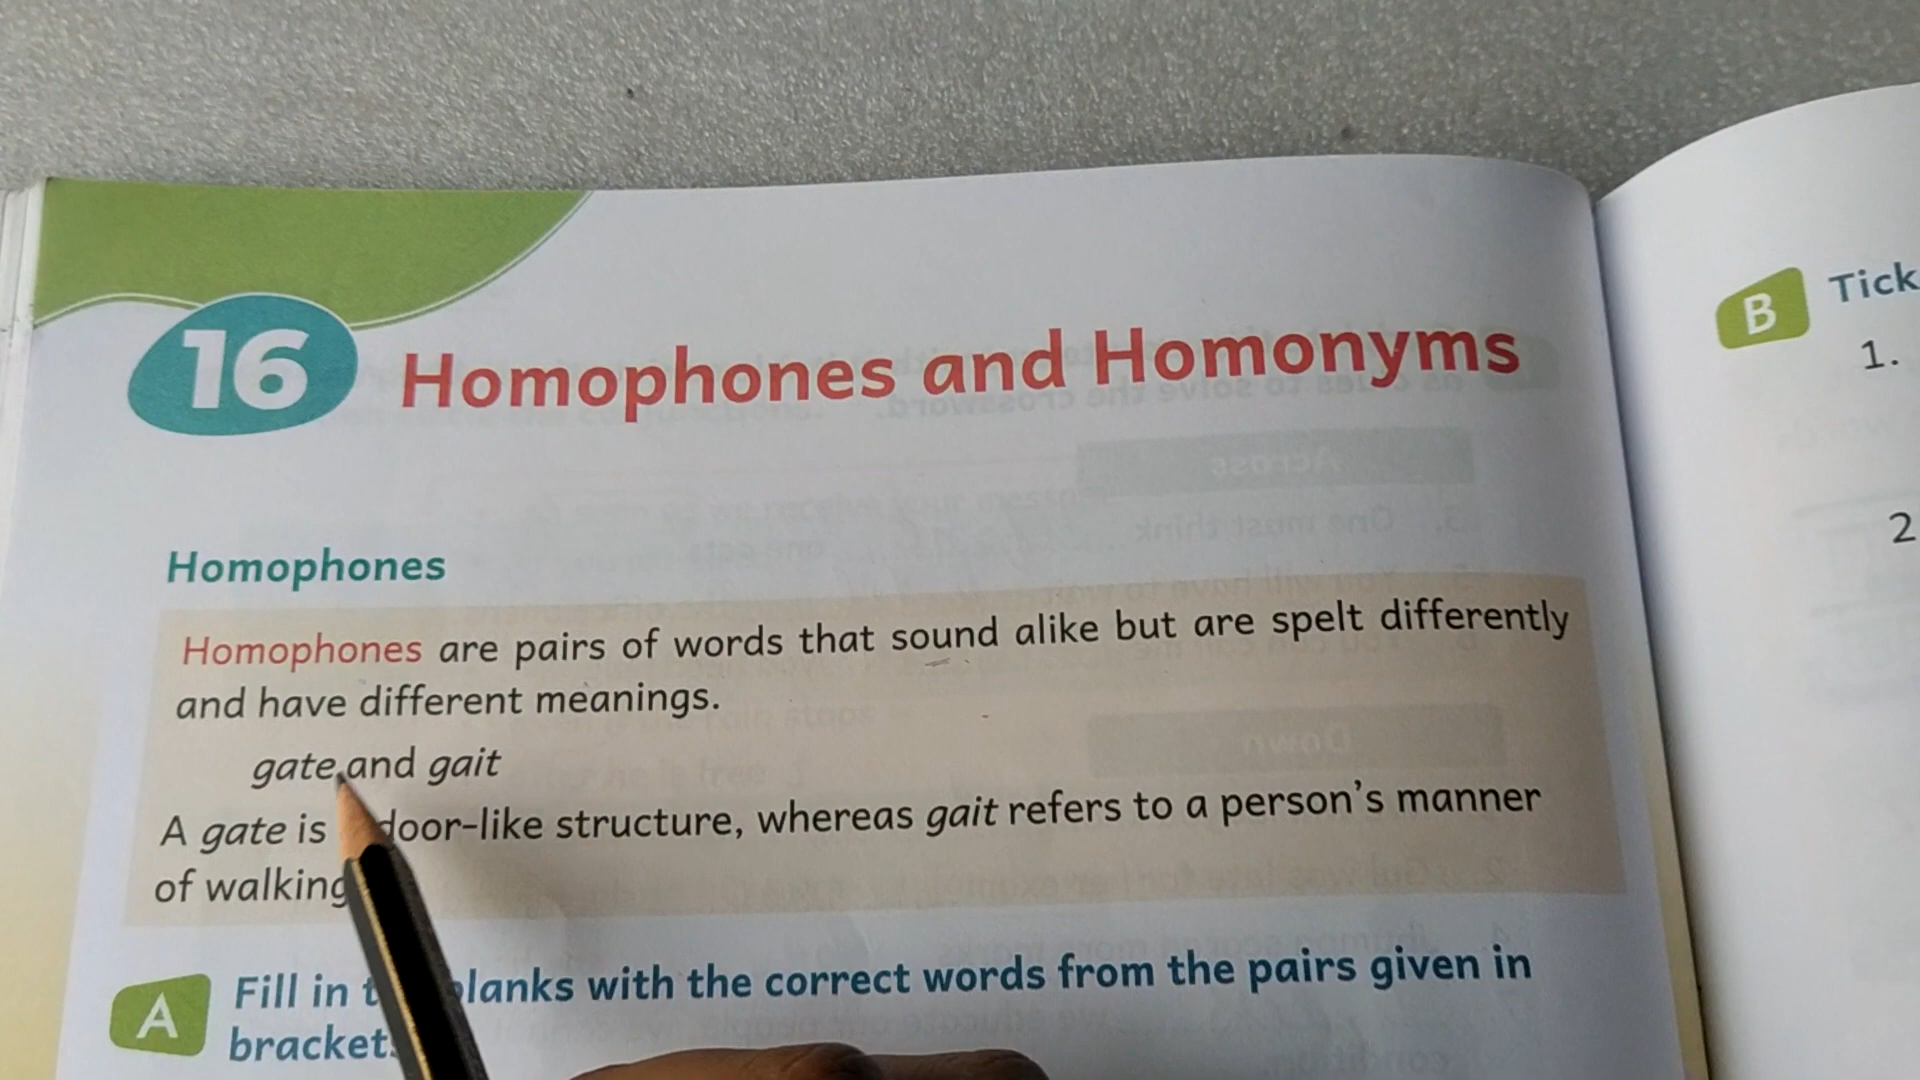 16 Homophones and Homonyms
Homophones
Homophones are pairs of words that sound alike but are spelt differently
and have different meanings.
gate and gait
A gate is door-like structure, whereas gait refers to a person's manner
of walking
A Fill in blanks with the correct words from the pairs given in
B Tick
1.
2